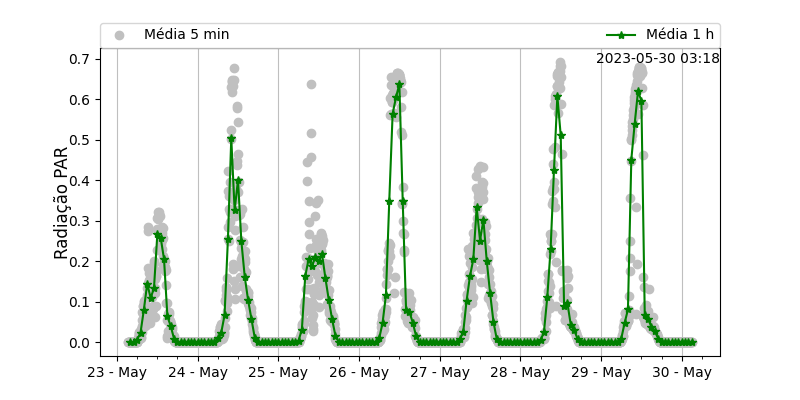 Média 5 min
Média 1 h
2023-05-30 03:18
Radiação PAR
0.7
0.6
0.5
0.4
0.3
0.2
0.1
0.0
23 - May
24 - May
25 - May
26 - May
27 - May
28 - May
29 - May
30 - May